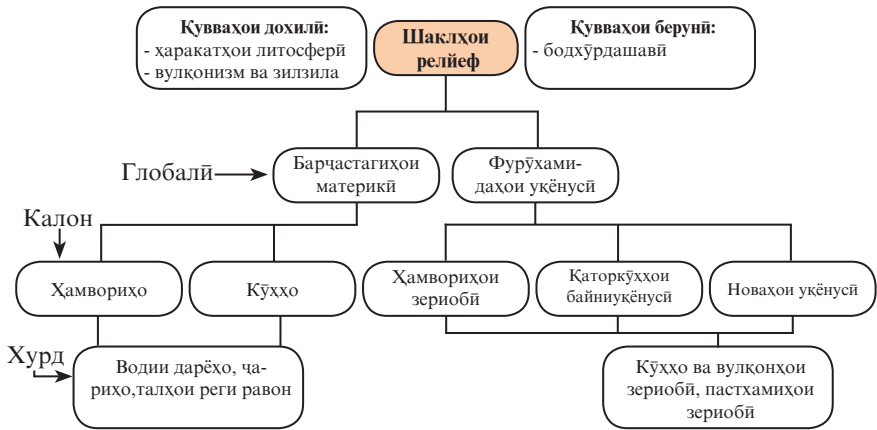 Қувваҳои дохилӣ:
- ҳаракатҳои литосферӣ
- вулқонизм ва зилзила
Шаклҳои
релйеф
Қувваҳои берунӣ:
- бодхӯрдашавӣ
Глобалӣ
Барҷастагиҳои
материкӣ
Фурӯхами-
даҳои уқёнусӣ
Калон
Ҳамвориҳо
Кӯҳҳо
Ҳамвориҳои
зериобӣ
Қаторкӯҳҳои
байниуқёнусӣ
Новаҳои уқёнусӣ
Хурд
Водии дарёҳо, ҷа-
риҳо,талҳои реги равон
Кӯҳҳо ва вулқонҳои
зериобӣ, пастхамиҳои
зериобӣ